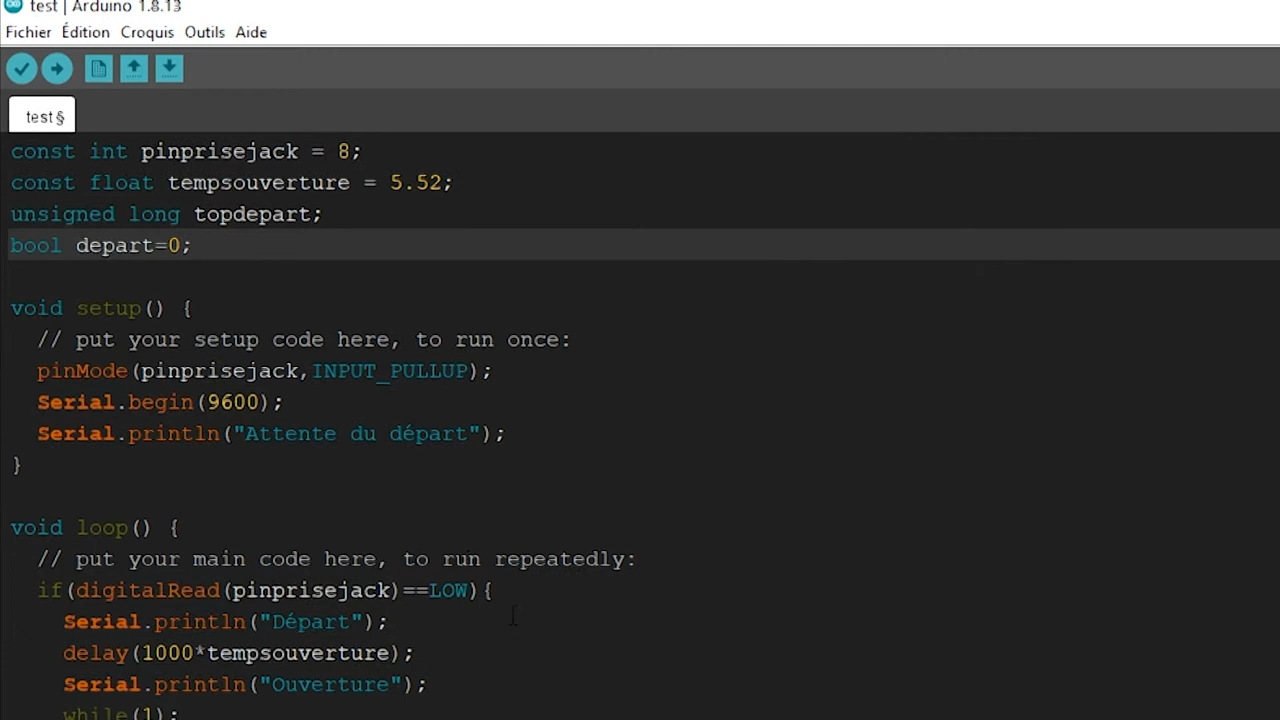 test | Arduino 1.8.13
Fichier Édition Croquis Outils Aide
test §
const int pinprisejack = 8;
const float tempsouverture = 5.52;
unsigned long topdepart;
bool depart=0;
void setup() {
// put your setup code here, to run once:
pinMode(pinprisejack,INPUT_PULLUP);
Serial.begin(9600);
Serial.println("Attente du départ");
}
void loop() {
// put your main code here, to run repeatedly:
if(digitalRead(pinprisejack)==LOW){
Serial.println("Départ");
delay(1000*tempsouverture);
Serial.println("Ouverture");
while(1);